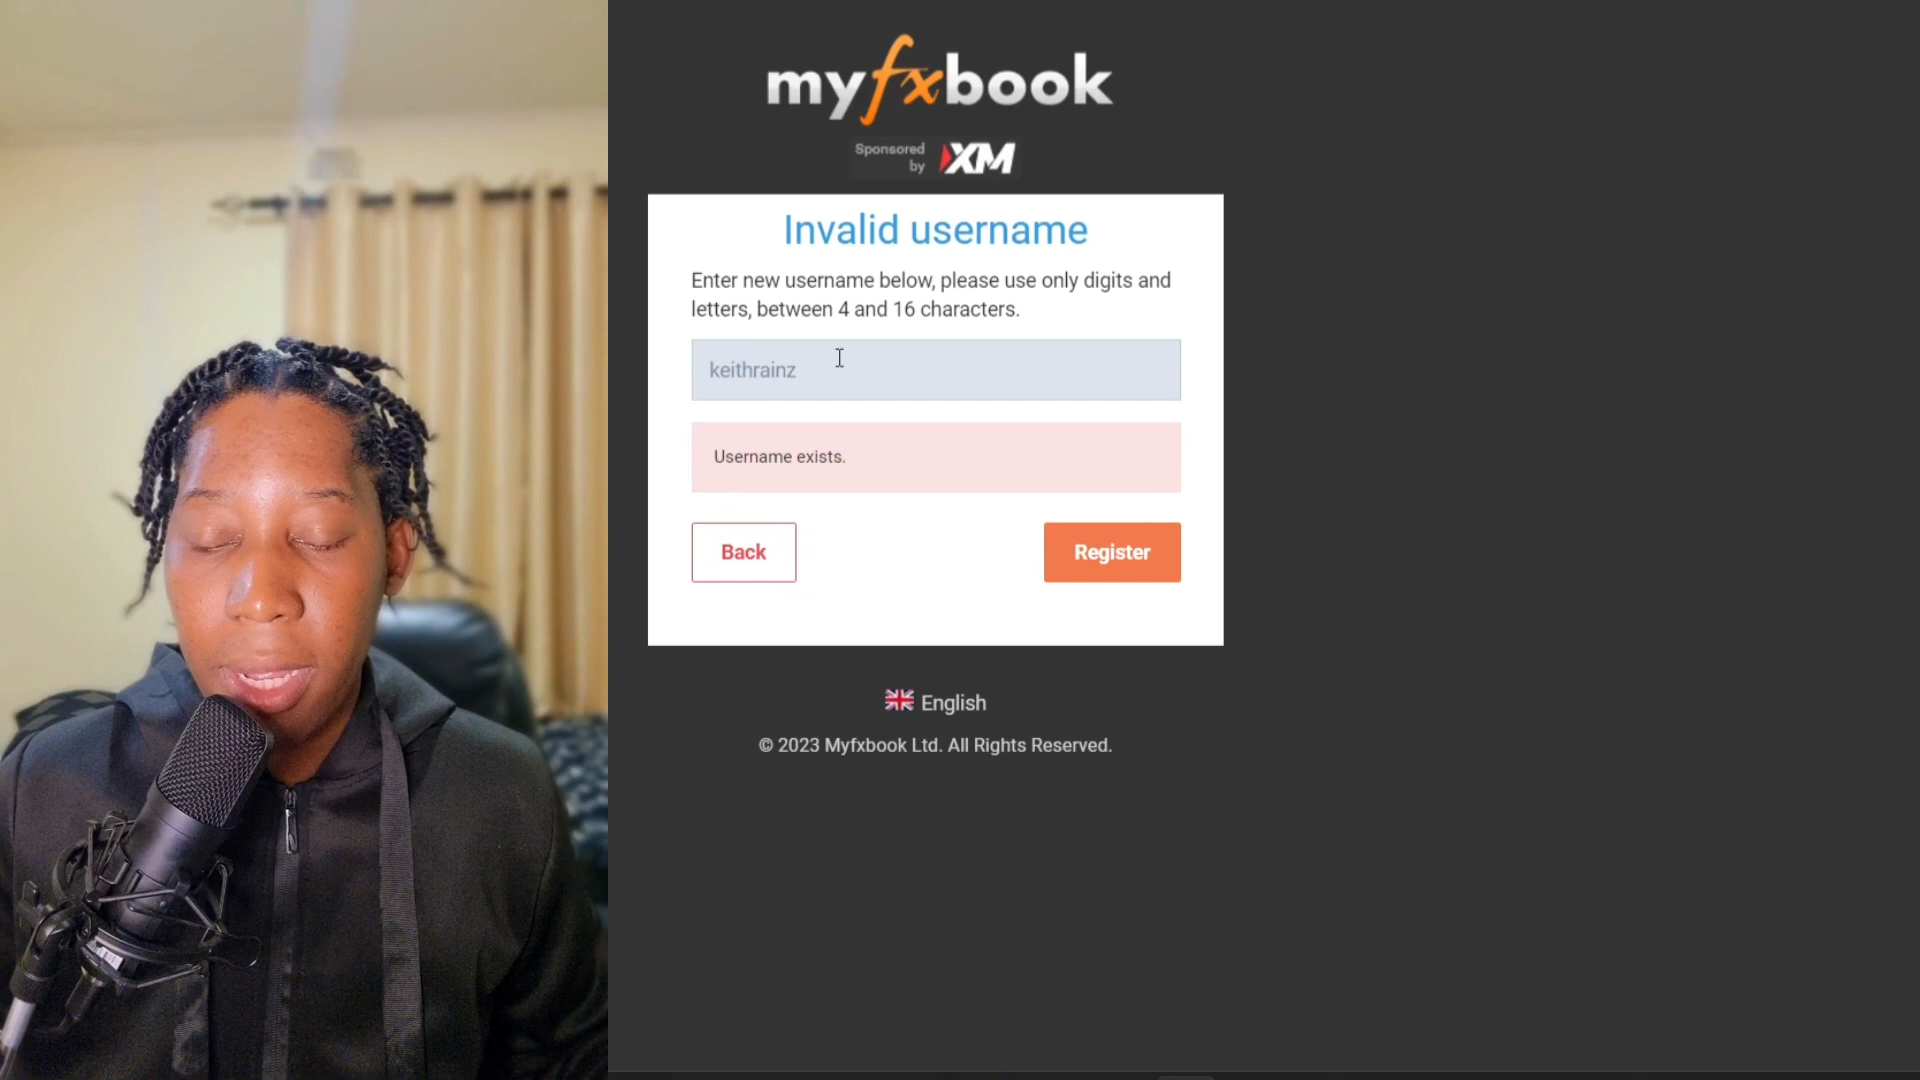 myfxbook
Sponsored
by XM
Invalid username
Enter new username below, please use only digits and
letters, between 4 and 16 characters.
keithrainz
Username exists.
Back
Register
English
© 2023 Myfxbook Ltd. All Rights Reserved.